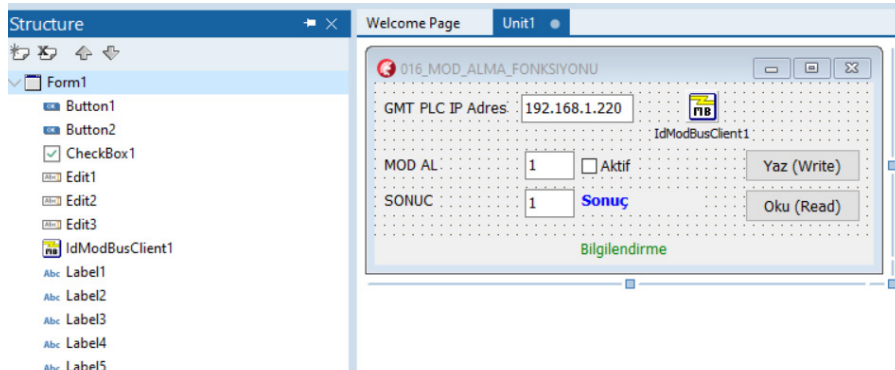 Structure
Form1
Button1
Button2
CheckBox1
Edit1
Edit2
Edit3
IdModBusClient1
Label1
Label2
Label3
Label4
Label5
Welcome Page Unit1
016_MOD_ALMA_FONKSIYONU
GMT PLC IP Adres 192.168.1.220
IdModBusClient1
MOD AL 1 Aktif Yaz (Write)
SONUC 1 Sonuç Oku (Read)
Bilgilendirme